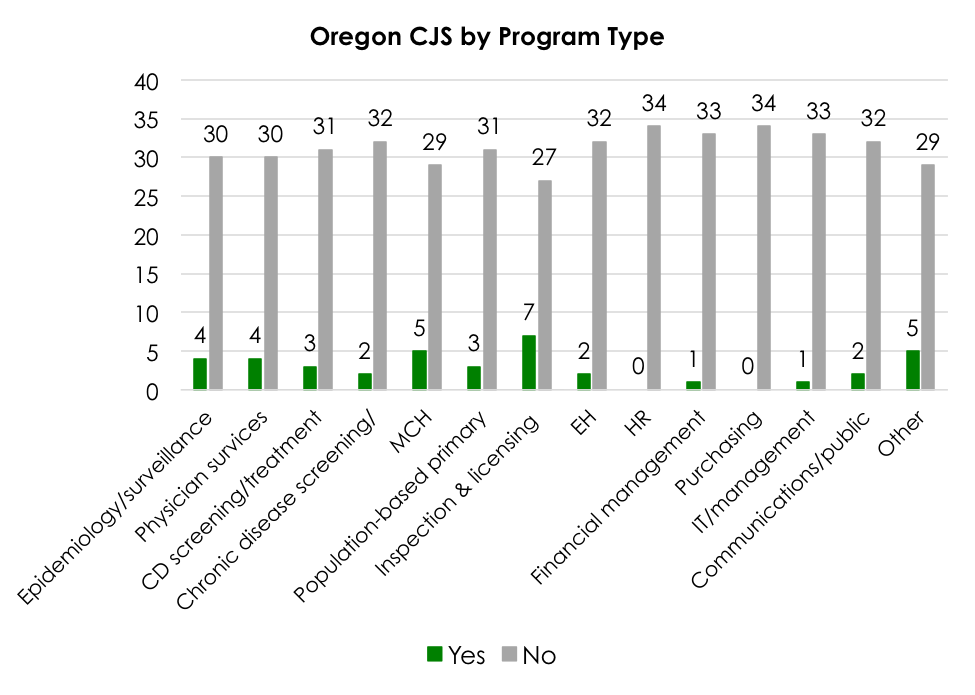 Oregon CJS by Program Type
40
35
30
25
20
15
10
5
0
4
30
4
30
3
31
2
32
5
29
3
31
7
27
2
32
0
34
1
33
0
34
1
33
2
32
5
29
Epidemiology/surveillance
Physician services
CD screening/treatment
Chronic disease screening/
MCH
Population-based primary
Inspection & licensing
EH
HR
Financial management
Purchasing
IT/management
Communications/public
Other
Yes No